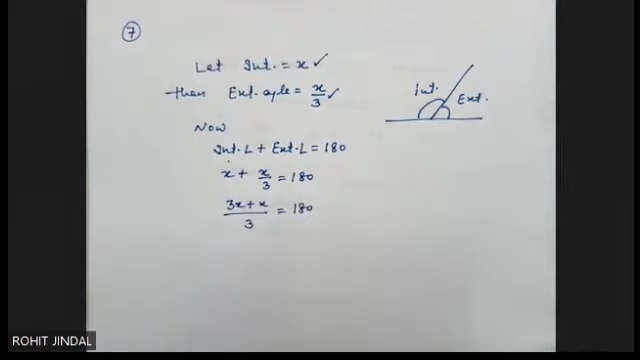 7
Let Int. = x ✓
then Ext. angle = x/3 ✓
Int.
Ext.
Now
Int. L + Ext. L = 180
x + x/3 = 180
3x + x/3 = 180
ROHIT JINDAL